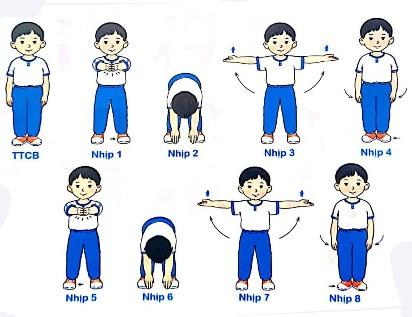 TTCB
Nhịp 1
Nhịp 2
Nhịp 3
Nhịp 4
Nhịp 5
Nhịp 6
Nhịp 7
Nhịp 8